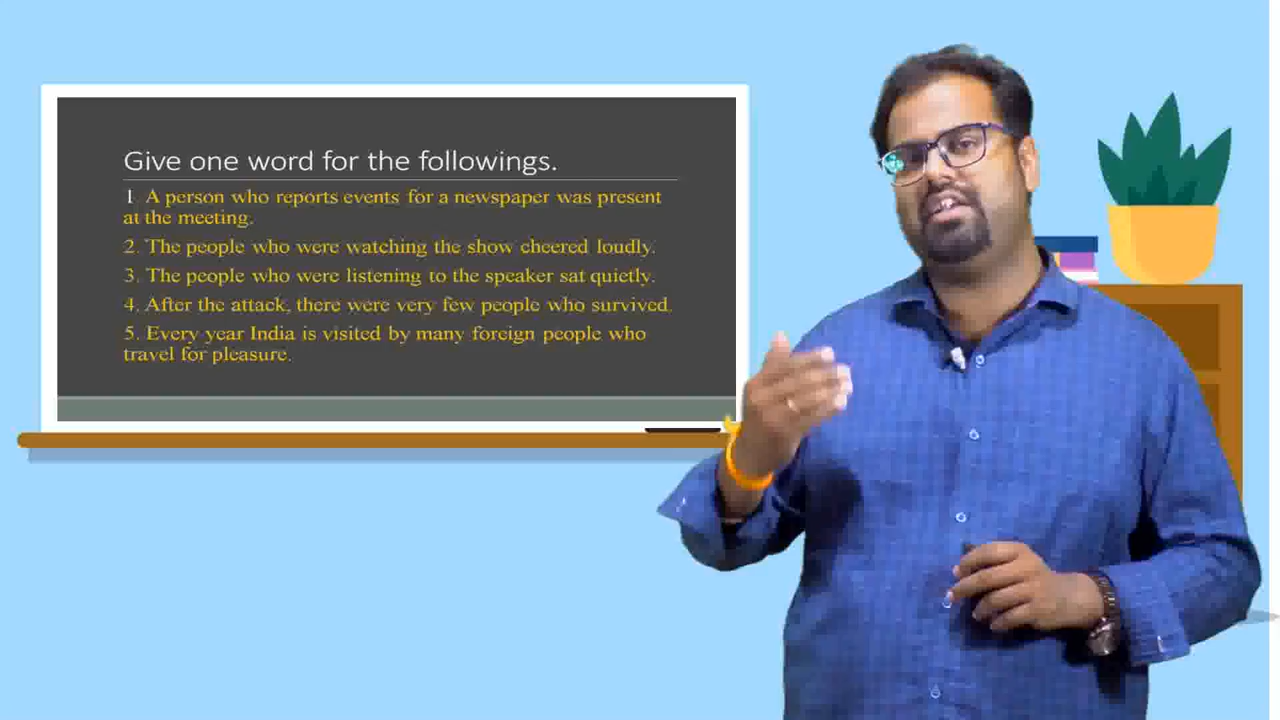 Give one word for the followings.
1 A person who reports events for a newspaper was present
at the meeting.
2. The people who were watching the show cheered loudly.
3. The people who were listening to the speaker sat quietly.
4. After the attack, there were very few people who survived.
5. Every year India is visited by many foreign people who
travel for pleasure.